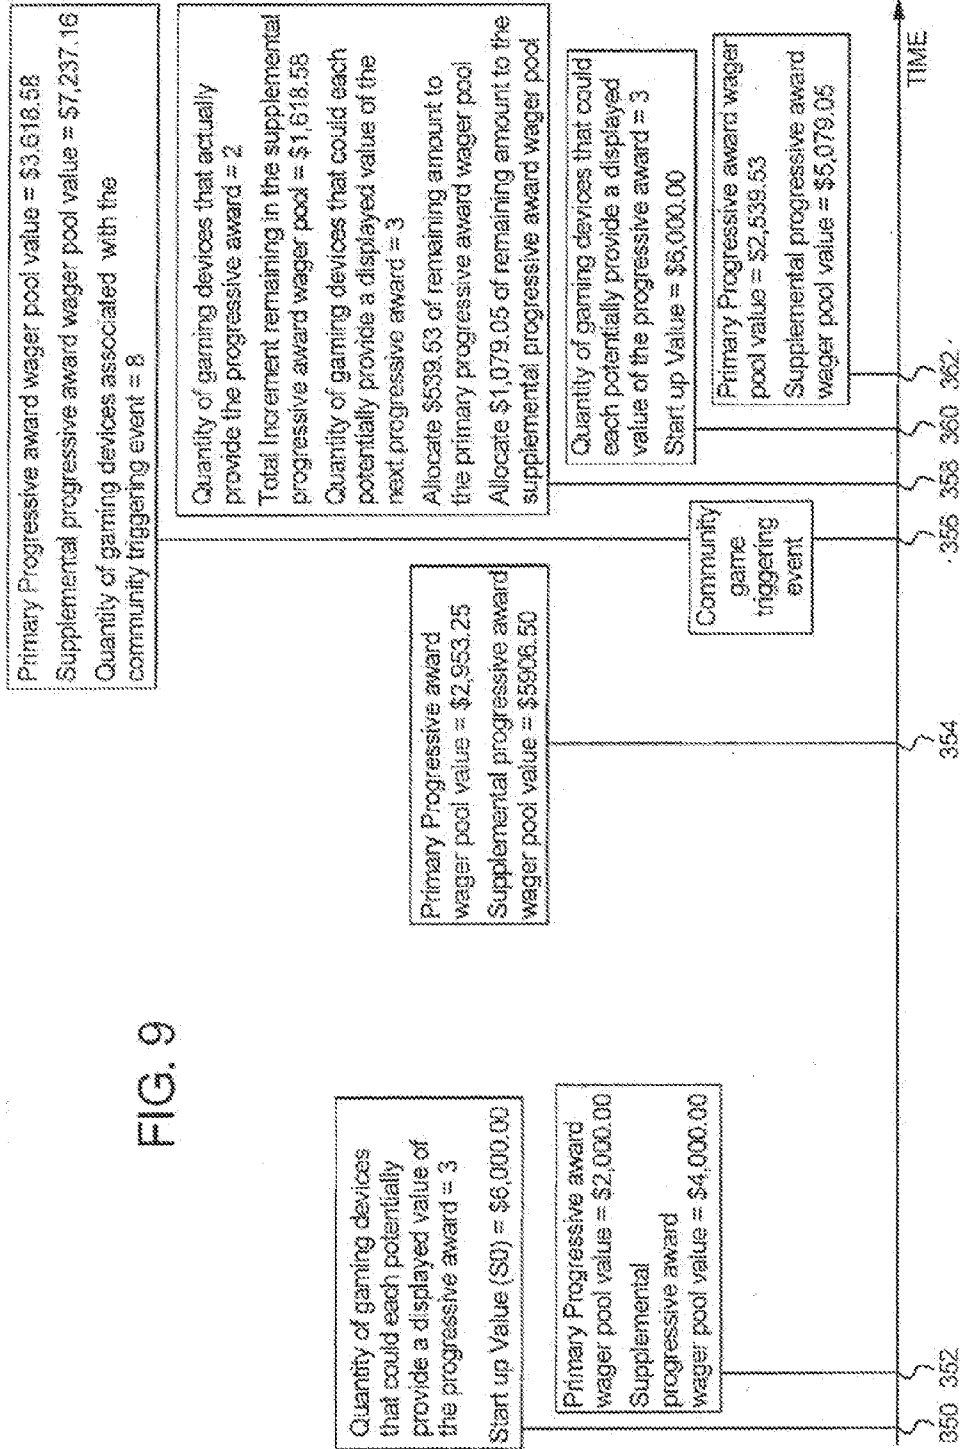 FIG. 9
Quantity of gaming devices
that could each potentially
provide a displayed value of
the progressive award = 3
Start up Value (S0) = $6,000.00
Primary Progressive award
wager pool value = $2,000.00
Supplemental
progressive award
wager pool value = $4,000.00
Primary Progressive award
wager pool value = $2,953.25
Supplemental progressive award
wager pool value = $5906.50
Primary Progressive award wager pool value = $3,618.58
Supplemental progressive award wager pool value = $7,237.16
Quantity of gaming devices associated with the
community triggering event = 8
Community
game
triggering
event
Quantity of gaming devices that actually
provide the progressive award = 2
Total Increment remaining in the supplemental
progressive award wager pool = $1,618.58
Quantity of gaming devices that could each
potentially provide a displayed value of the
next progressive award = 3
Allocate $539.53 of remaining amount to
the primary progressive award wager pool
Allocate $1,079.05 of remaining amount to the
supplemental progressive award wager pool
Quantity of gaming devices that could
each potentially provide a displayed
value of the progressive award = 3
Start up Value = $6,000.00
Primary Progressive award wager
pool value = $2,539.53
Supplemental progressive award
wager pool value = $5,079.05
350 352 354 356 358 360 362
TIME